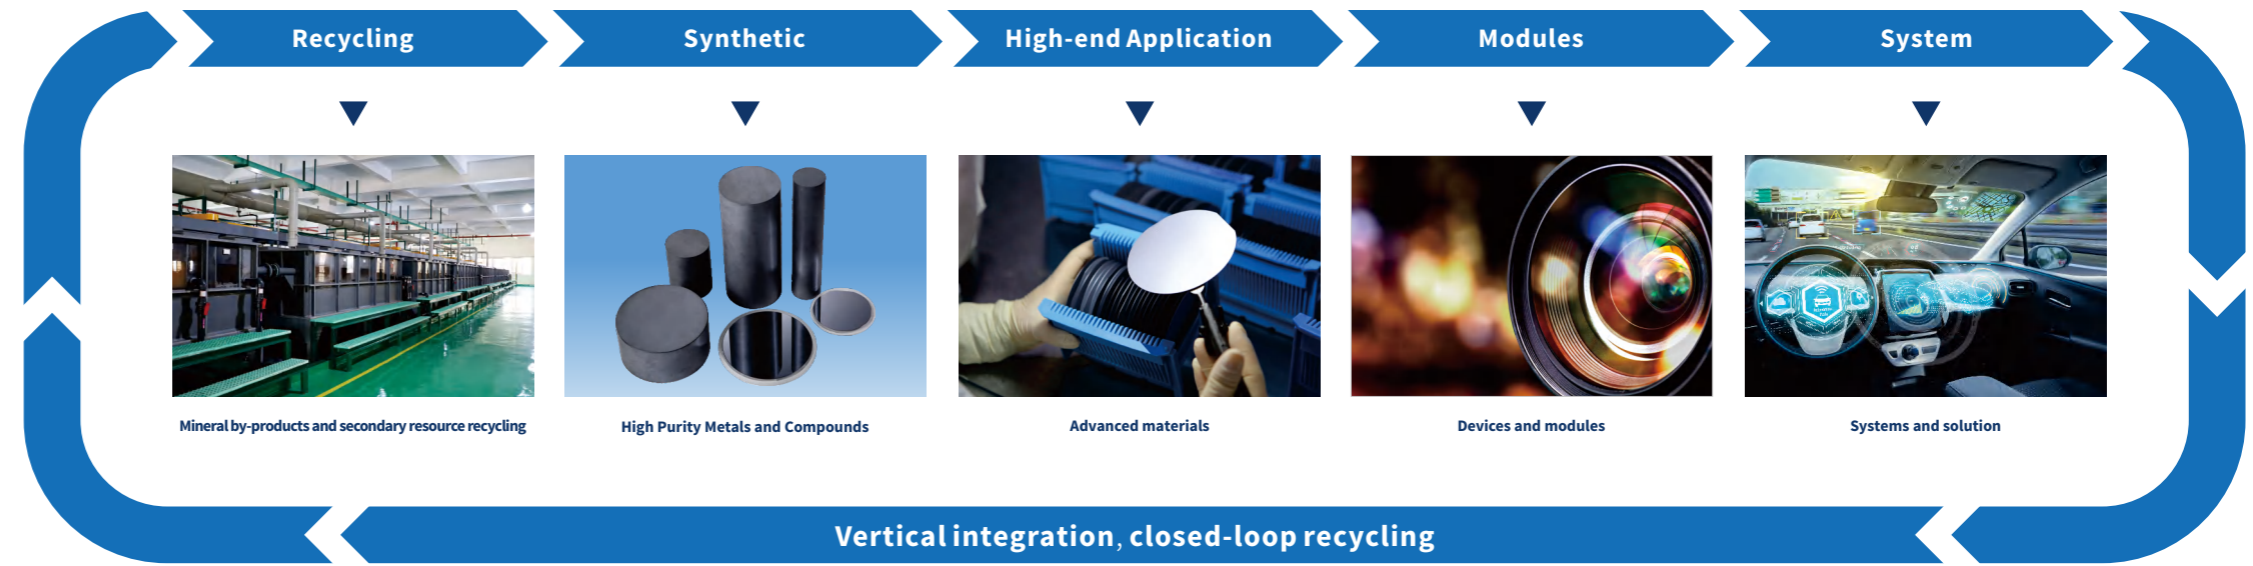 Recycling
Synthetic
High-end Application
Modules
System
Mineral by-products and secondary resource recycling
High Purity Metals and Compounds
Advanced materials
Devices and modules
Systems and solution
Vertical integration, closed-loop recycling